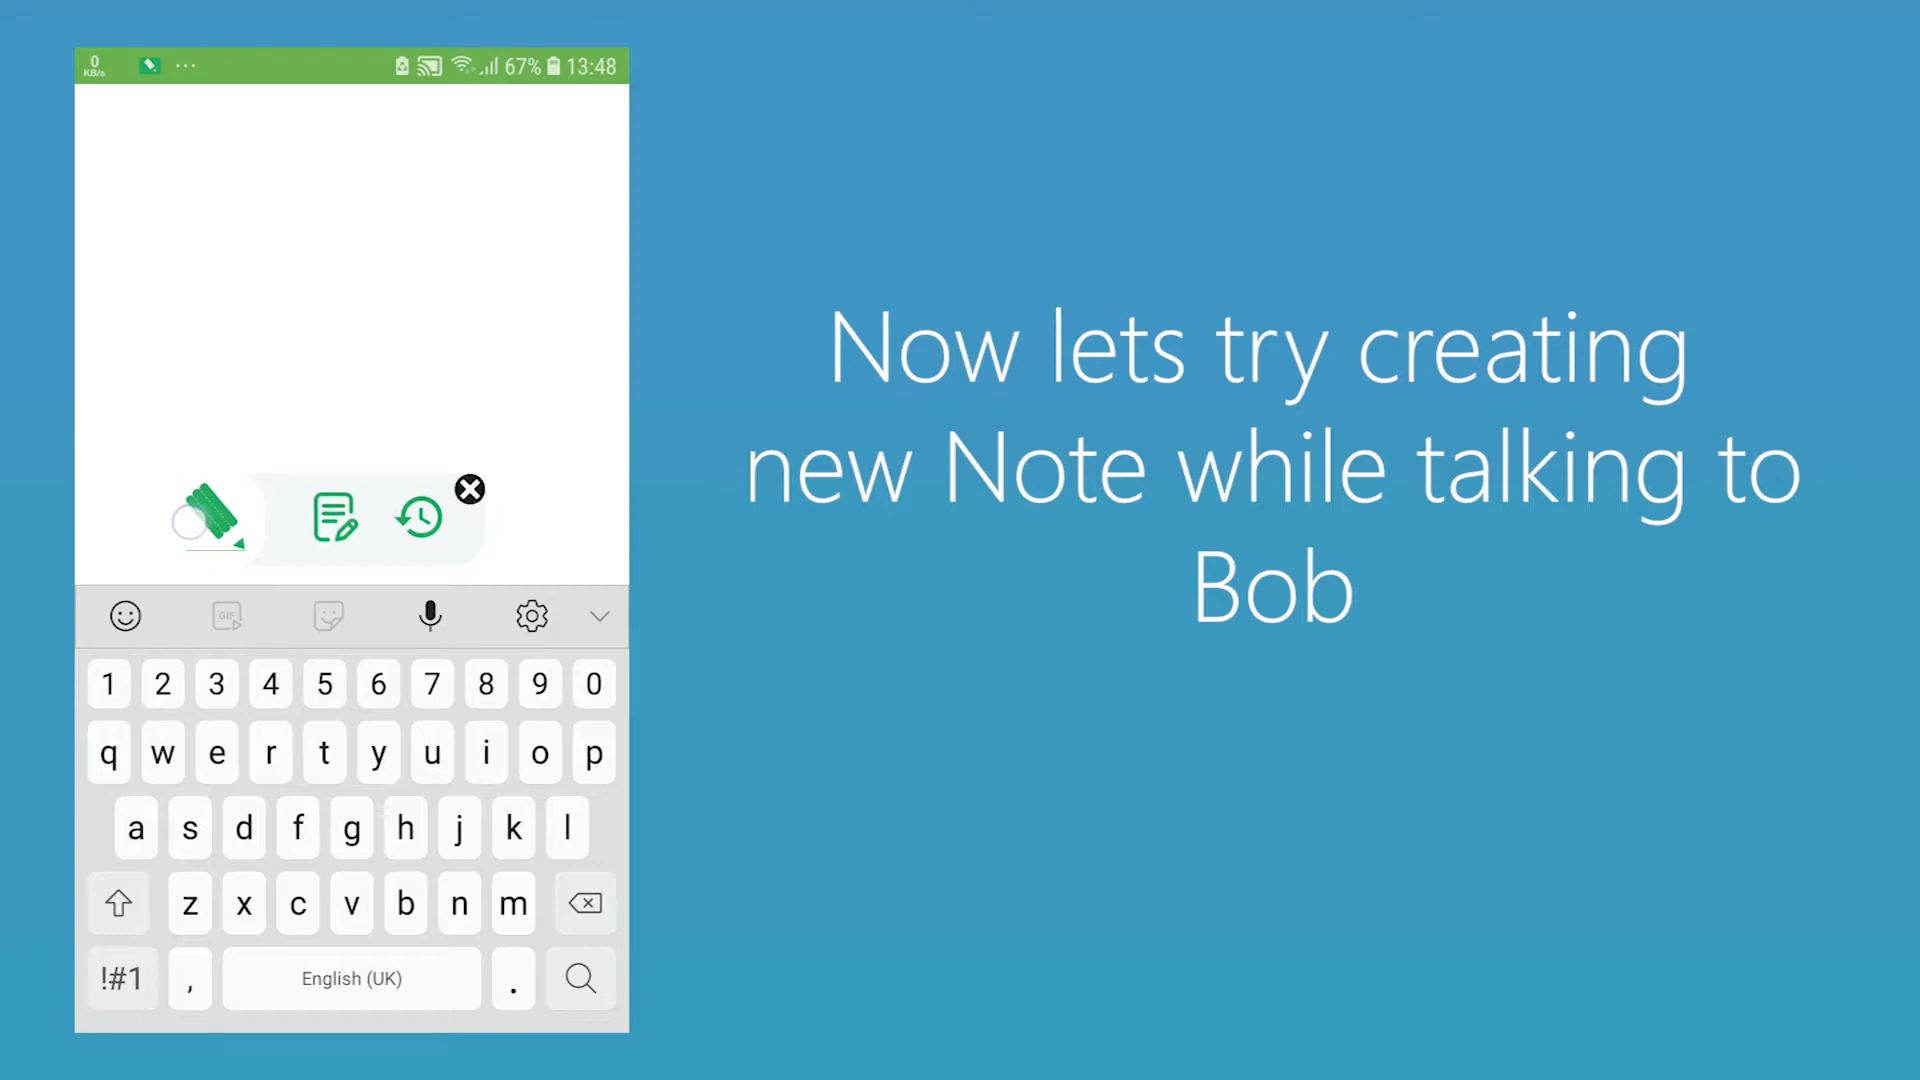 0
KB/s
67% 13:48
Now lets try creating
new Note while talking to
Bob
GIF
1 2 3 4 5 6 7 8 9 0
q w e r t y u i o p
a s d f g h j k l
z x c v b n m
!#1 , English (UK) .